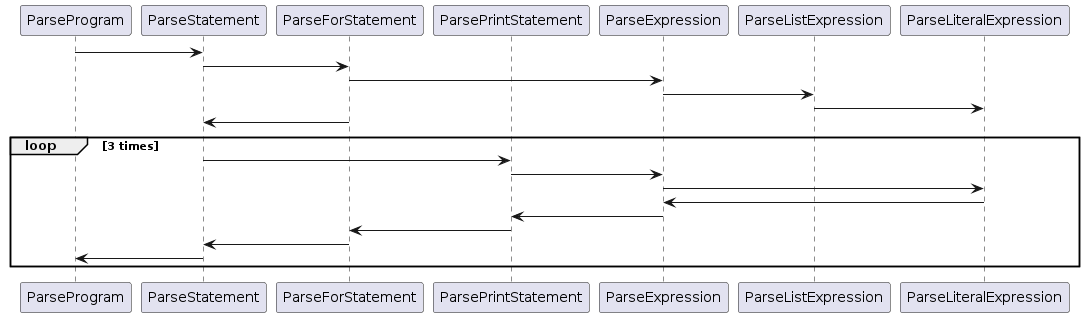 ParseProgram ParseStatement ParseForStatement ParsePrintStatement ParseExpression ParseListExpression ParseLiteralExpression
loop [3 times]
ParseProgram ParseStatement ParseForStatement ParsePrintStatement ParseExpression ParseListExpression ParseLiteralExpression